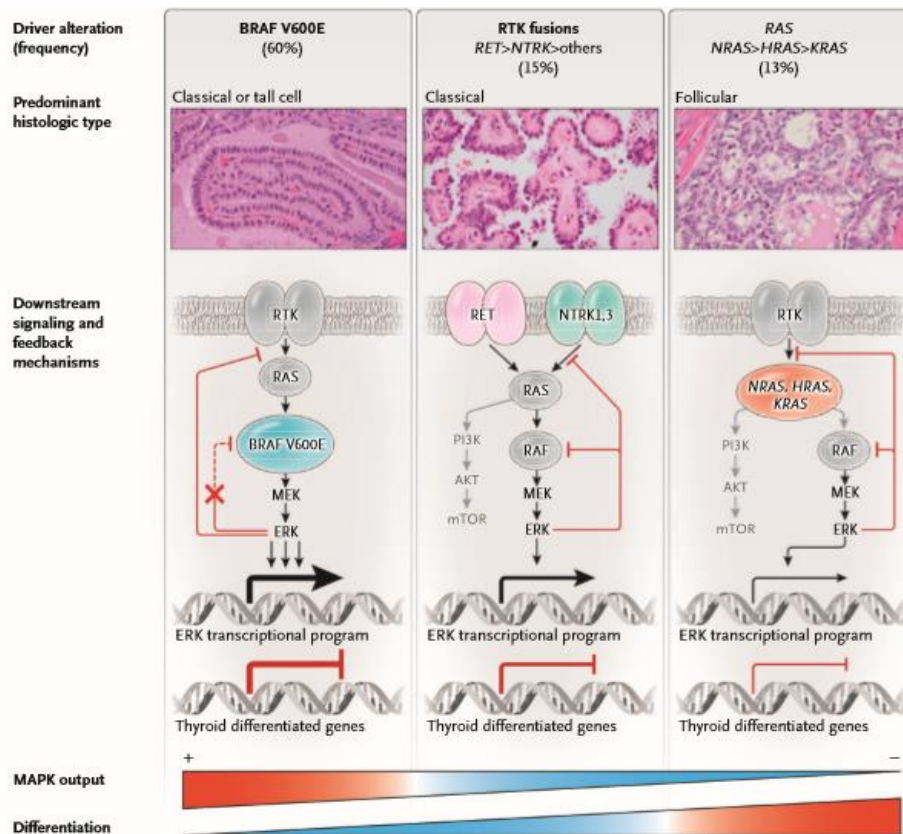 Driver alteration
(frequency)
BRAF V600E
(60%)
RTK fusions
RET>NTRK>others
(15%)
RAS
NRAS>HRAS>KRAS
(13%)
Predominant
histologic type
Classical or tall cell
Classical
Follicular
Downstream
signaling and
feedback
mechanisms
RTK
RAS
BRAF V600E
MEK
ERK
ERK transcriptional program
Thyroid differentiated genes
RET
NTRK1,3
RAS
PI3K
AKT
mTOR
RAF
MEK
ERK
ERK transcriptional program
Thyroid differentiated genes
RTK
NRAS, HRAS,
KRAS
PI3K
AKT
mTOR
RAF
MEK
ERK
ERK transcriptional program
Thyroid differentiated genes
+
−
MAPK output
Differentiation